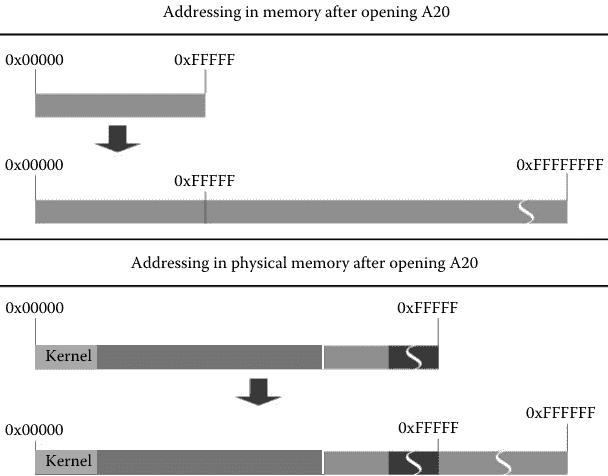 Addressing in memory after opening A20
0x00000 0xFFFFF
0x00000 0xFFFFF 0xFFFFFFFF
Addressing in physical memory after opening A20
0x00000 0xFFFFF
Kernel
0x00000 0xFFFFF 0xFFFFFF
Kernel